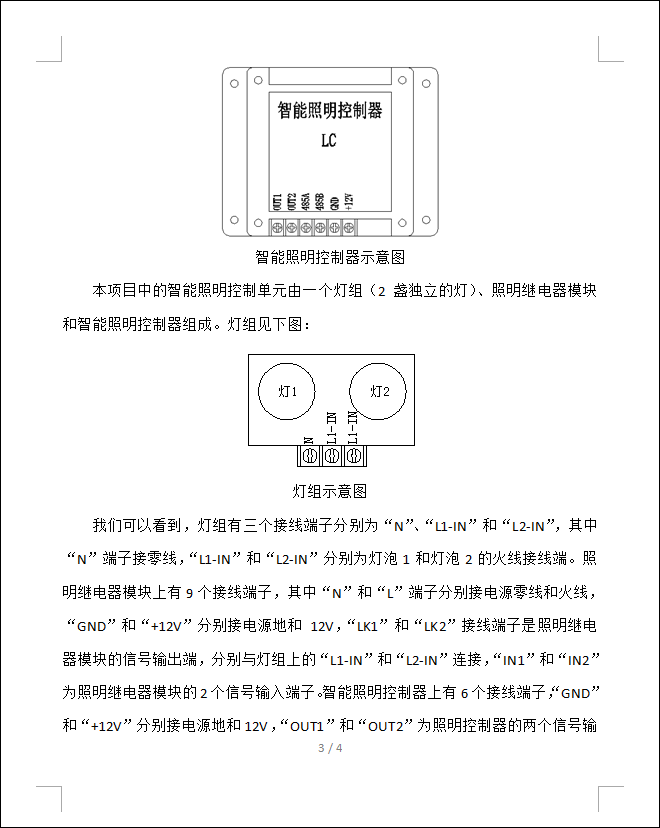 智能照明控制器
LC
OUT1
OUT2
485A
485B
GND
+12V
智能照明控制器示意图
本项目中的智能照明控制单元由一个灯组（2 盏独立的灯）、照明继电器模块
和智能照明控制器组成。灯组见下图：
灯1
灯2
N
L1-IN
L1-IN
灯组示意图
我们可以看到，灯组有三个接线端子分别为“N”、“L1-IN”和“L2-IN”，其中
“N”端子接零线，“L1-IN”和“L2-IN”分别为灯泡 1 和灯泡 2 的火线接线端。照
明继电器模块上有 9 个接线端子，其中“N”和“L”端子分别接电源零线和火线，
“GND”和“+12V”分别接电源地和 12V，“LK1”和“LK2”接线端子是照明继电
器模块的信号输出端，分别与灯组上的“L1-IN”和“L2-IN”连接，“IN1”和“IN2”
为照明继电器模块的 2 个信号输入端子。智能照明控制器上有 6 个接线端子，“GND”
和“+12V”分别接电源地和 12V，“OUT1”和“OUT2”为照明控制器的两个信号输
3 / 4